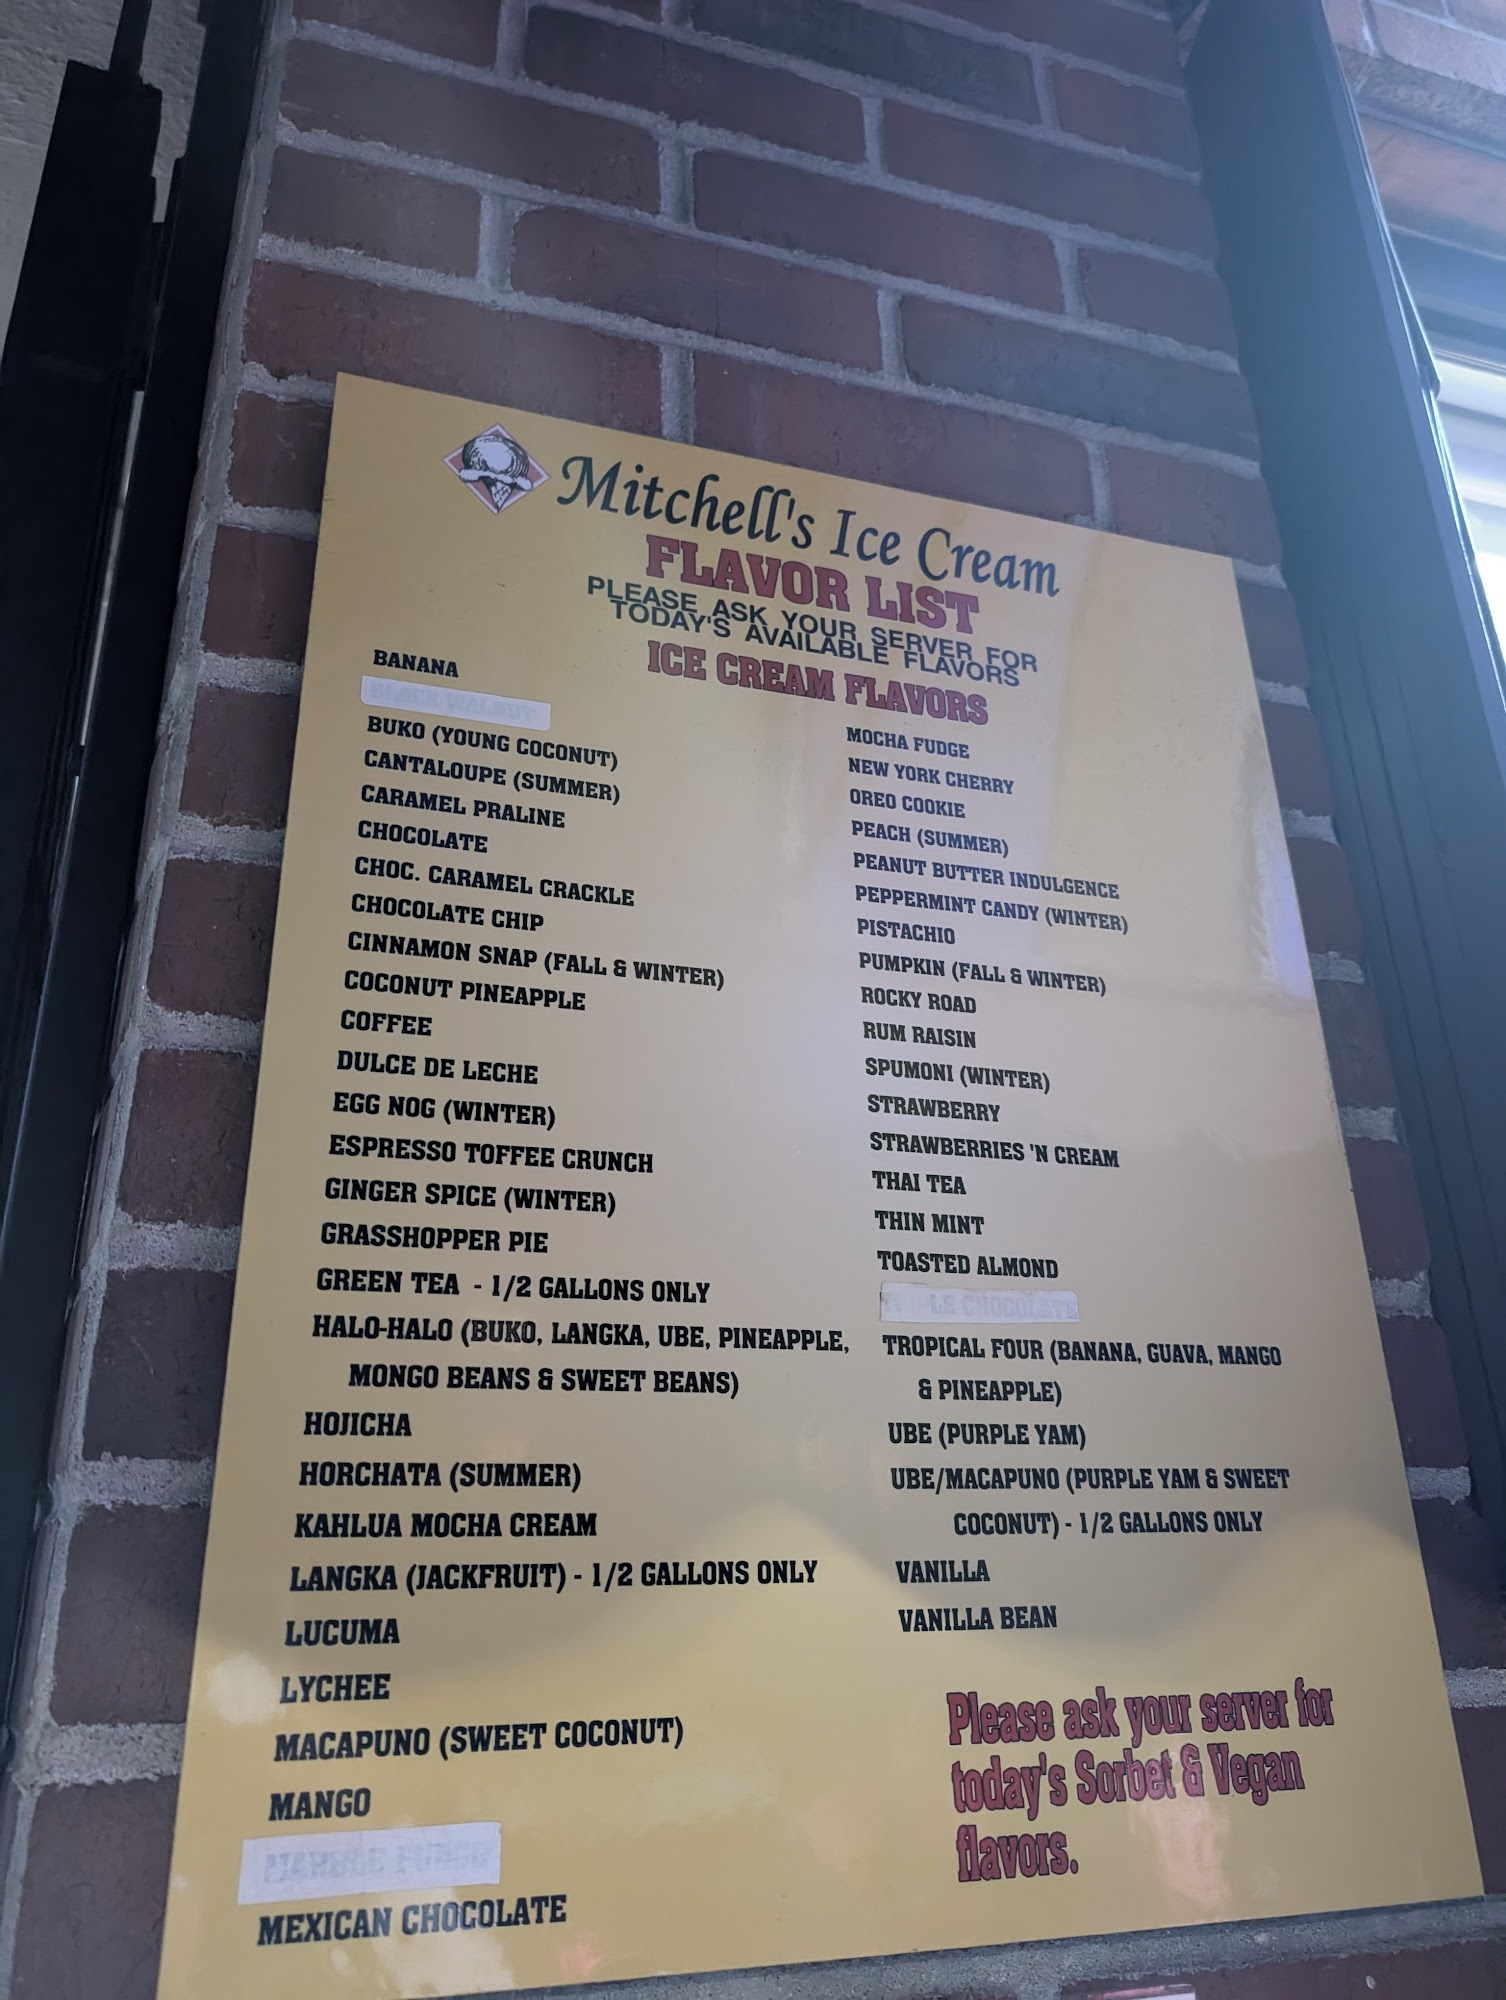 Mitchell's Ice Cream
FLAVOR LIST
PLEASE ASK YOUR SERVER FOR
TODAY'S AVAILABLE FLAVORS
ICE CREAM FLAVORS
BANANA
BLACK WALNUT
BUKO (YOUNG COCONUT)
CANTALOUPE (SUMMER)
CARAMEL PRALINE
CHOCOLATE
CHOC. CARAMEL CRACKLE
CHOCOLATE CHIP
CINNAMON SNAP (FALL & WINTER)
COCONUT PINEAPPLE
COFFEE
DULCE DE LECHE
EGG NOG (WINTER)
ESPRESSO TOFFEE CRUNCH
GINGER SPICE (WINTER)
GRASSHOPPER PIE
GREEN TEA - 1/2 GALLONS ONLY
HALO-HALO (BUKO, LANGKA, UBE, PINEAPPLE,
MONGO BEANS & SWEET BEANS)
HOJICHA
HORCHATA (SUMMER)
KAHLUA MOCHA CREAM
LANGKA (JACKFRUIT) - 1/2 GALLONS ONLY
LUCUMA
LYCHEE
MACAPUNO (SWEET COCONUT)
MANGO
MEXICAN CHOCOLATE
MOCHA FUDGE
NEW YORK CHERRY
OREO COOKIE
PEACH (SUMMER)
PEANUT BUTTER INDULGENCE
PEPPERMINT CANDY (WINTER)
PISTACHIO
PUMPKIN (FALL & WINTER)
ROCKY ROAD
RUM RAISIN
SPUMONI (WINTER)
STRAWBERRY
STRAWBERRIES 'N CREAM
THAI TEA
THIN MINT
TOASTED ALMOND
CHOCOLATE
TROPICAL FOUR (BANANA, GUAVA, MANGO
& PINEAPPLE)
UBE (PURPLE YAM)
UBE/MACAPUNO (PURPLE YAM & SWEET
COCONUT) - 1/2 GALLONS ONLY
VANILLA
VANILLA BEAN
Please ask your server for
today's Sorbet & Vegan
flavors.